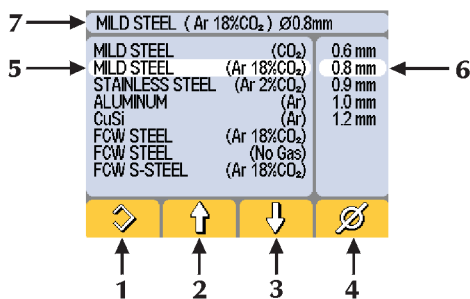 7 MILD STEEL ( Ar 18%CO₂ ) Ø0.8mm
MILD STEEL (CO₂) 0.6 mm
5 MILD STEEL (Ar 18%CO₂) 0.8 mm 6
STAINLESS STEEL (Ar 2%CO₂) 0.9 mm
ALUMINUM (Ar) 1.0 mm
CuSi (Ar) 1.2 mm
FCW STEEL (Ar 18%CO₂)
FCW STEEL (No Gas)
FCW S-STEEL (Ar 18%CO₂)
Ø
1 2 3 4